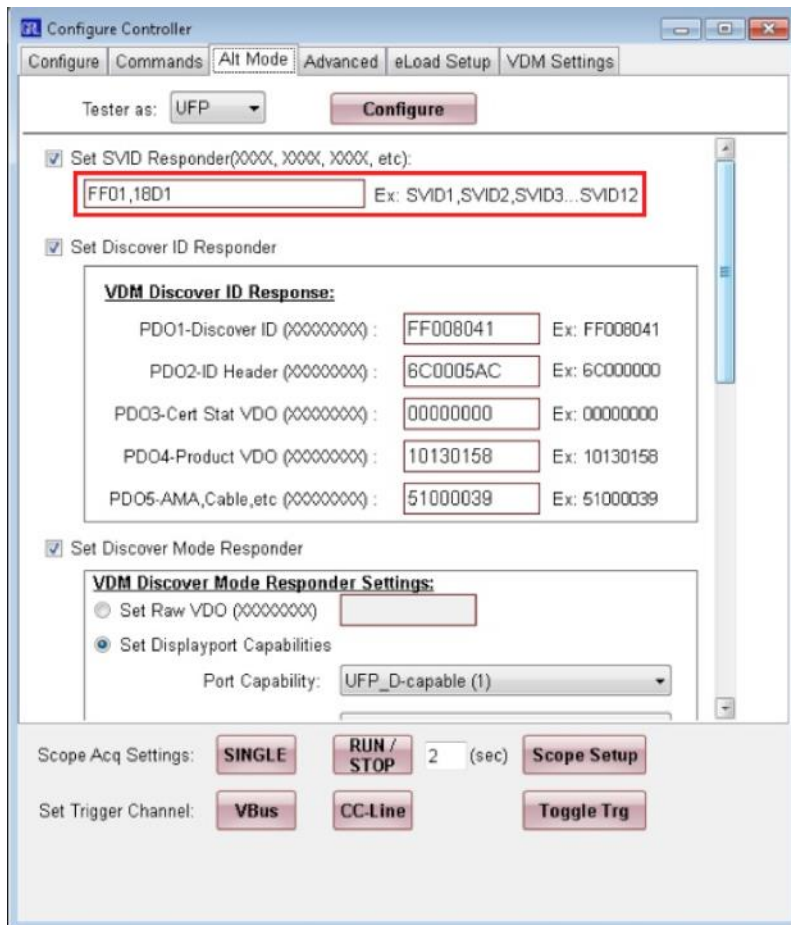 GRL Configure Controller
Configure Commands Alt Mode Advanced eLoad Setup VDM Settings
Tester as: UFP Configure
Set SVID Responder(XXXX, XXXX, XXXX, etc):
FF01,18D1 Ex: SVID1,SVID2,SVID3...SVID12
Set Discover ID Responder
VDM Discover ID Response:
PDO1-Discover ID (XXXXXXXX) : FF008041 Ex: FF008041
PDO2-ID Header (XXXXXXXX) : 6C0005AC Ex: 6C000000
PDO3-Cert Stat VDO (XXXXXXXX) : 00000000 Ex: 00000000
PDO4-Product VDO (XXXXXXXX) : 10130158 Ex: 10130158
PDO5-AMA,Cable,etc (XXXXXXXX) : 51000039 Ex: 51000039
Set Discover Mode Responder
VDM Discover Mode Responder Settings:
Set Raw VDO (XXXXXXXX)
Set Displayport Capabilities
Port Capability: UFP_D-capable (1)
Scope Acq Settings: SINGLE RUN / STOP 2 (sec) Scope Setup
Set Trigger Channel: VBus CC-Line Toggle Trg